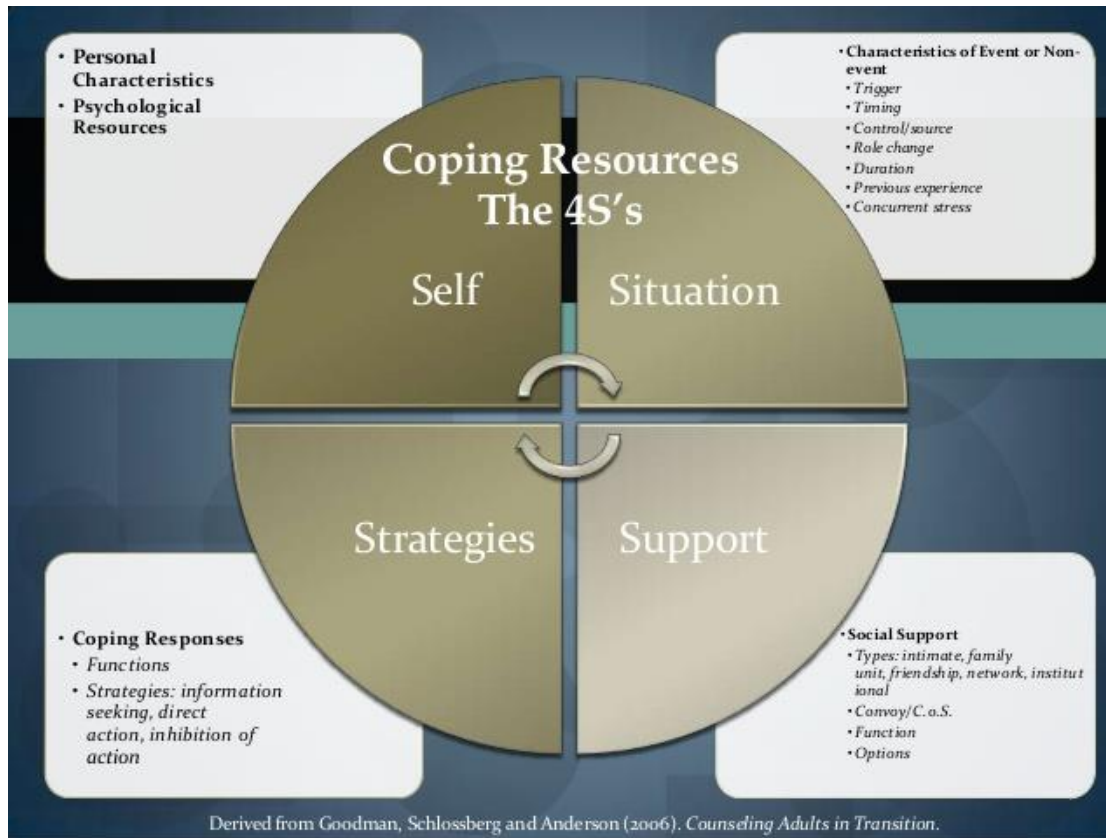 • Personal
Characteristics
• Psychological
Resources
• Characteristics of Event or Non-
event
• Trigger
• Timing
• Control/source
• Role change
• Duration
• Previous experience
• Concurrent stress
Coping Resources
The 4S's
Self
Situation
Strategies
Support
• Coping Responses
• Functions
• Strategies: information
seeking, direct
action, inhibition of
action
• Social Support
• Types: intimate, family
unit, friendship, network, institut
ional
• Convoy/C.o.S.
• Function
• Options
Derived from Goodman, Schlossberg and Anderson (2006). Counseling Adults in Transition.